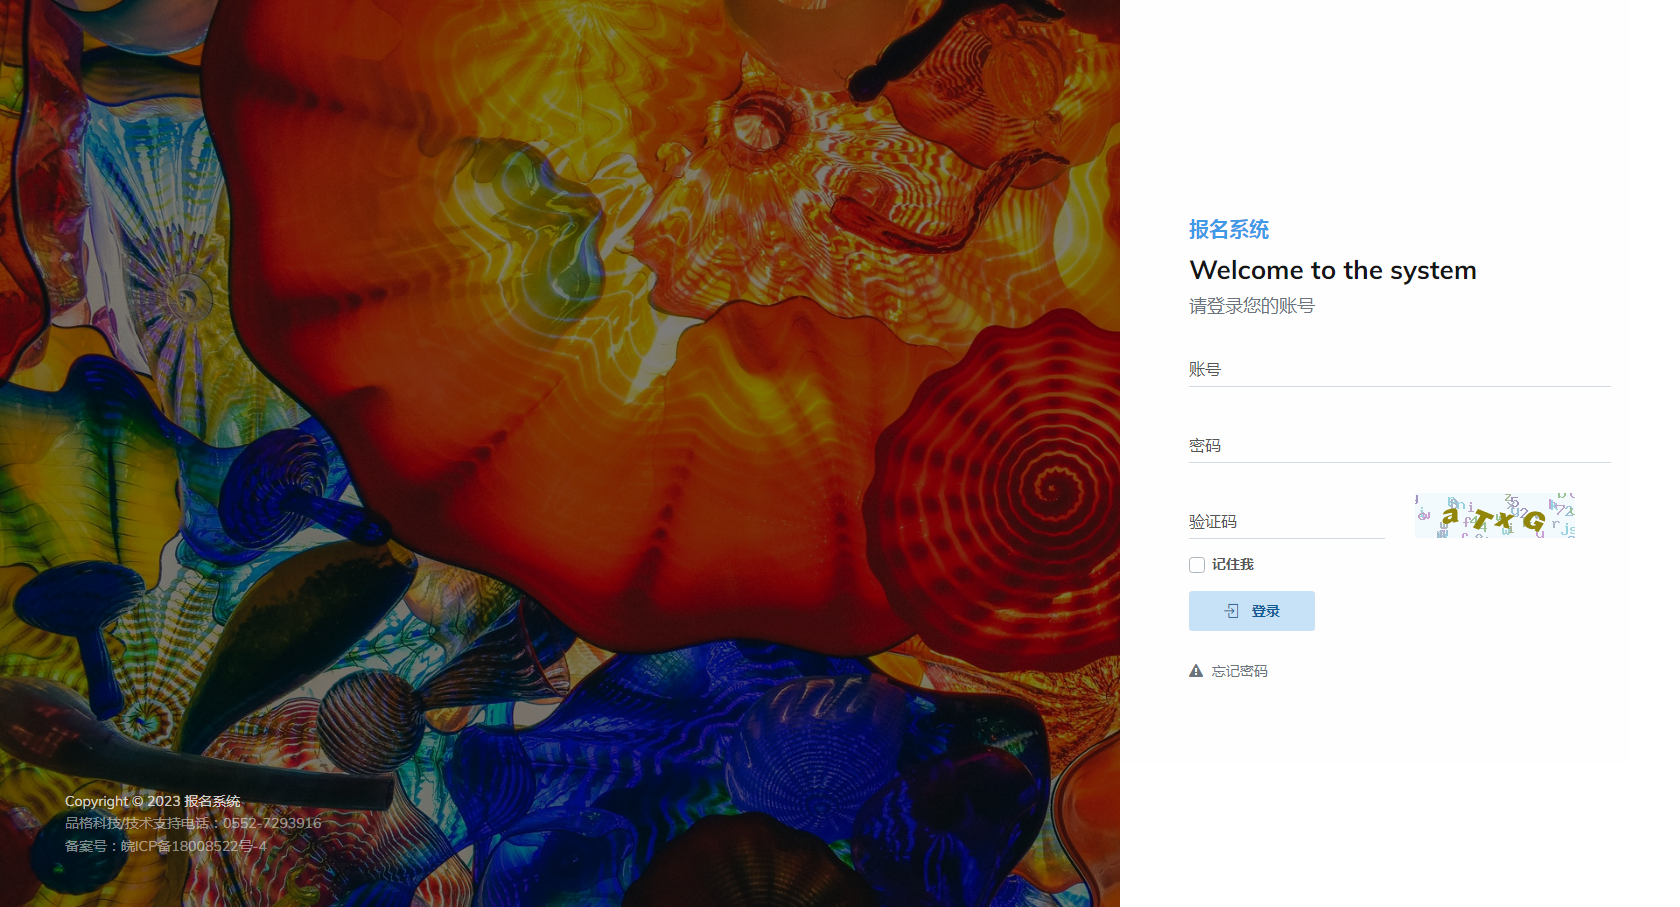 报名系统
Welcome to the system
请登录您的账号
账号
密码
验证码
aTxG
记住我
登录
忘记密码
Copyright © 2023 报名系统
品格科技/技术支持电话：0552-7293916
备案号：皖ICP备18008522号-4